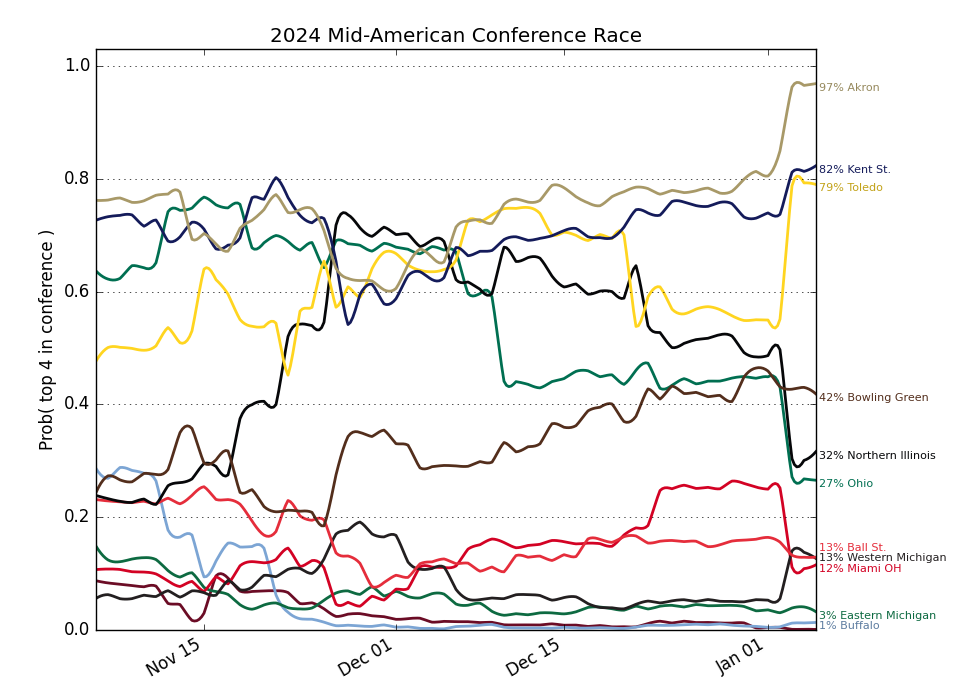 2024 Mid-American Conference Race
Prob( top 4 in conference )
1.0
0.8
0.6
0.4
0.2
0.0
Nov 15
Dec 01
Dec 15
Jan 01
97% Akron
82% Kent St.
79% Toledo
42% Bowling Green
32% Northern Illinois
27% Ohio
13% Ball St.
13% Western Michigan
12% Miami OH
3% Eastern Michigan
1% Buffalo